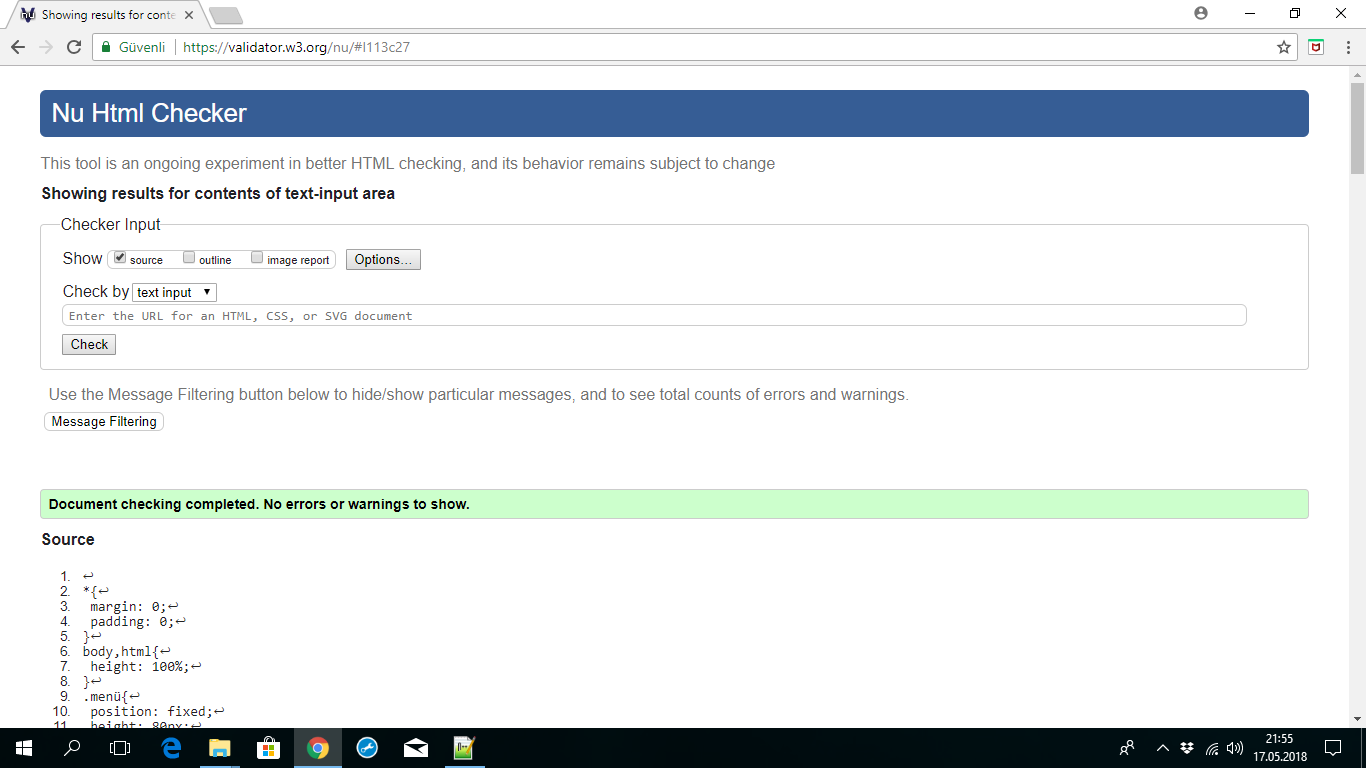 Showing results for conte
Güvenli https://validator.w3.org/nu/#l113c27
Nu Html Checker
This tool is an ongoing experiment in better HTML checking, and its behavior remains subject to change
Showing results for contents of text-input area
Checker Input
Show source outline image report Options...
Check by text input
Enter the URL for an HTML, CSS, or SVG document
Check
Use the Message Filtering button below to hide/show particular messages, and to see total counts of errors and warnings.
Message Filtering
Document checking completed. No errors or warnings to show.
Source
1. ↩
2. *{↩
3. margin: 0;↩
4. padding: 0;↩
5. }↩
6. body,html{↩
7. height: 100%;↩
8. }↩
9. .menü{↩
10. position: fixed;↩
11. height: 80px;↩
21:55
17.05.2018